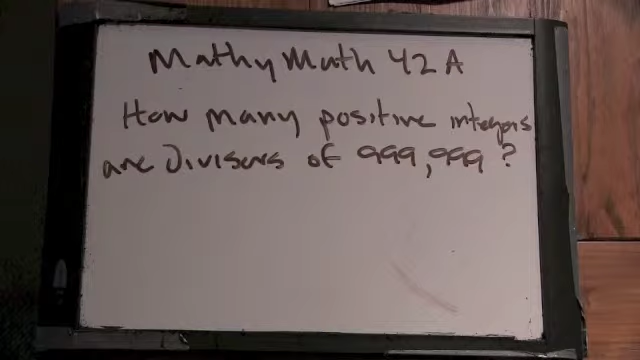 Mathy Math 42A
How many positive integers
are Divisors of 999,999?